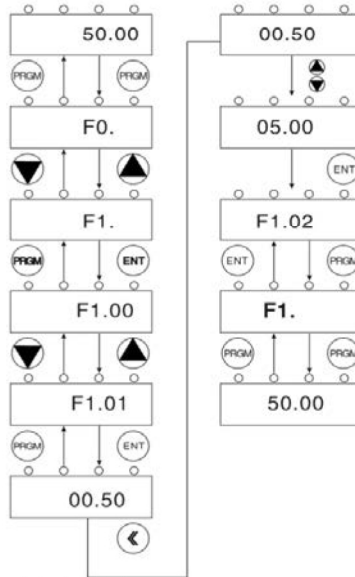 50.00
PRGM PRGM
F0.
F1.
PRGM ENT
F1.00
F1.01
PRGM ENT
00.50
00.50
05.00
ENT
F1.02
ENT PRGM
F1.
PRGM PRGM
50.00